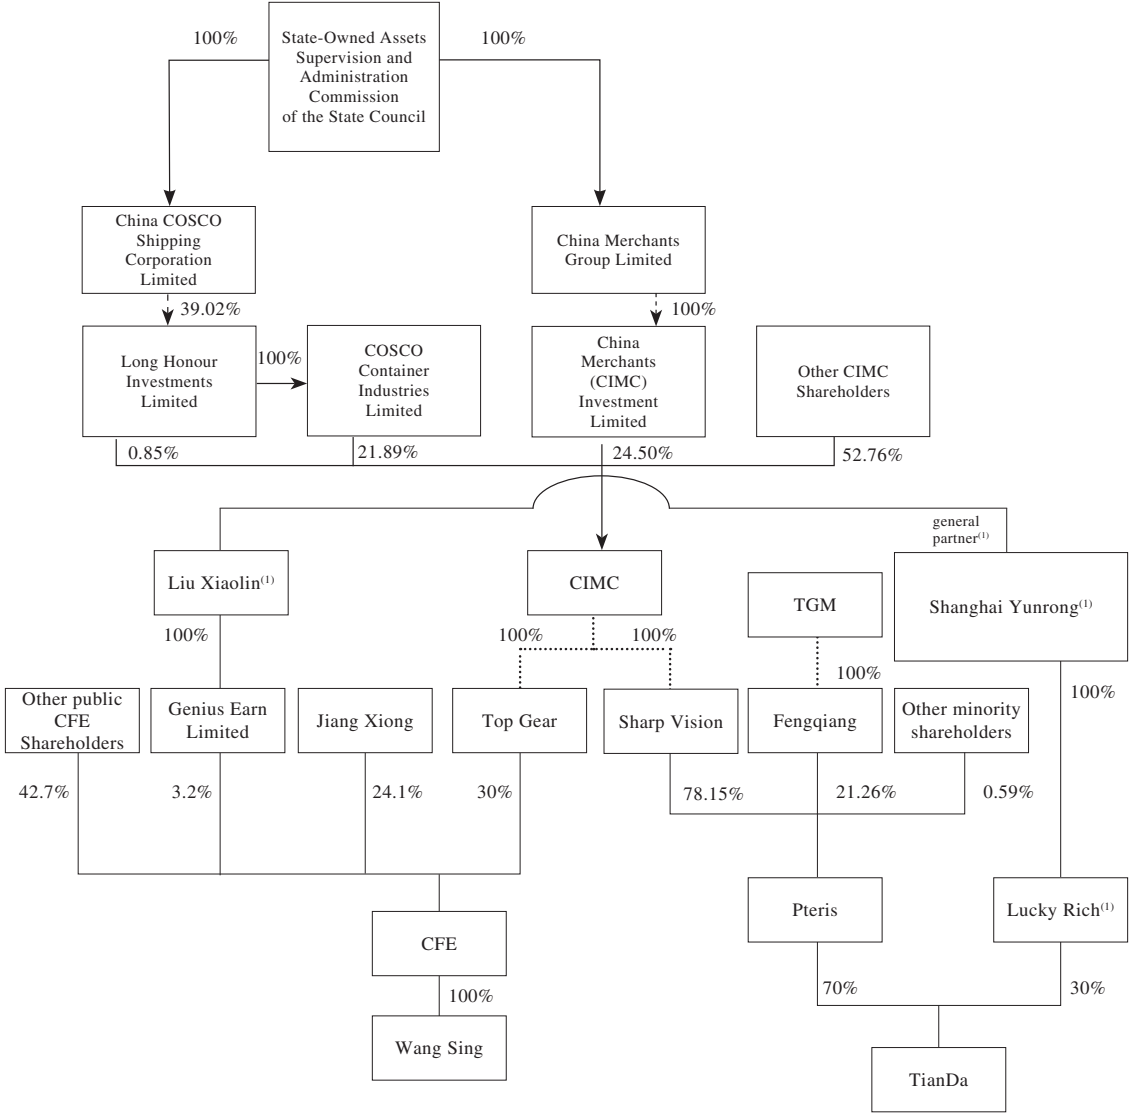 100%
State-Owned Assets
Supervision and
Administration
Commission
of the State Council
100%
China COSCO
Shipping
Corporation
Limited
China Merchants
Group Limited
39.02%
100%
Long Honour
Investments
Limited
100%
COSCO
Container
Industries
Limited
China
Merchants
(CIMC)
Investment
Limited
Other CIMC
Shareholders
0.85%
21.89%
24.50%
52.76%
general
partner(1)
Liu Xiaolin(1)
CIMC
TGM
Shanghai Yunrong(1)
100%
100%
100%
100%
100%
Other public
CFE
Shareholders
Genius Earn
Limited
Jiang Xiong
Top Gear
Sharp Vision
Fengqiang
Other minority
shareholders
42.7%
3.2%
24.1%
30%
78.15%
21.26%
0.59%
Pteris
Lucky Rich(1)
CFE
70%
30%
100%
Wang Sing
TianDa